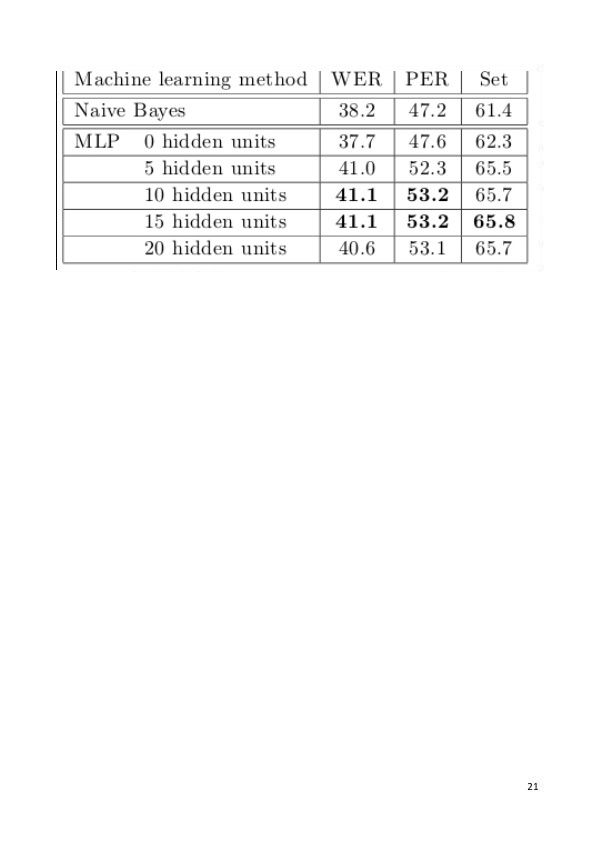 Machine learning method WER PER Set
Naive Bayes 38.2 47.2 61.4
MLP 0 hidden units 37.7 47.6 62.3
5 hidden units 41.0 52.3 65.5
10 hidden units 41.1 53.2 65.7
15 hidden units 41.1 53.2 65.8
20 hidden units 40.6 53.1 65.7
21